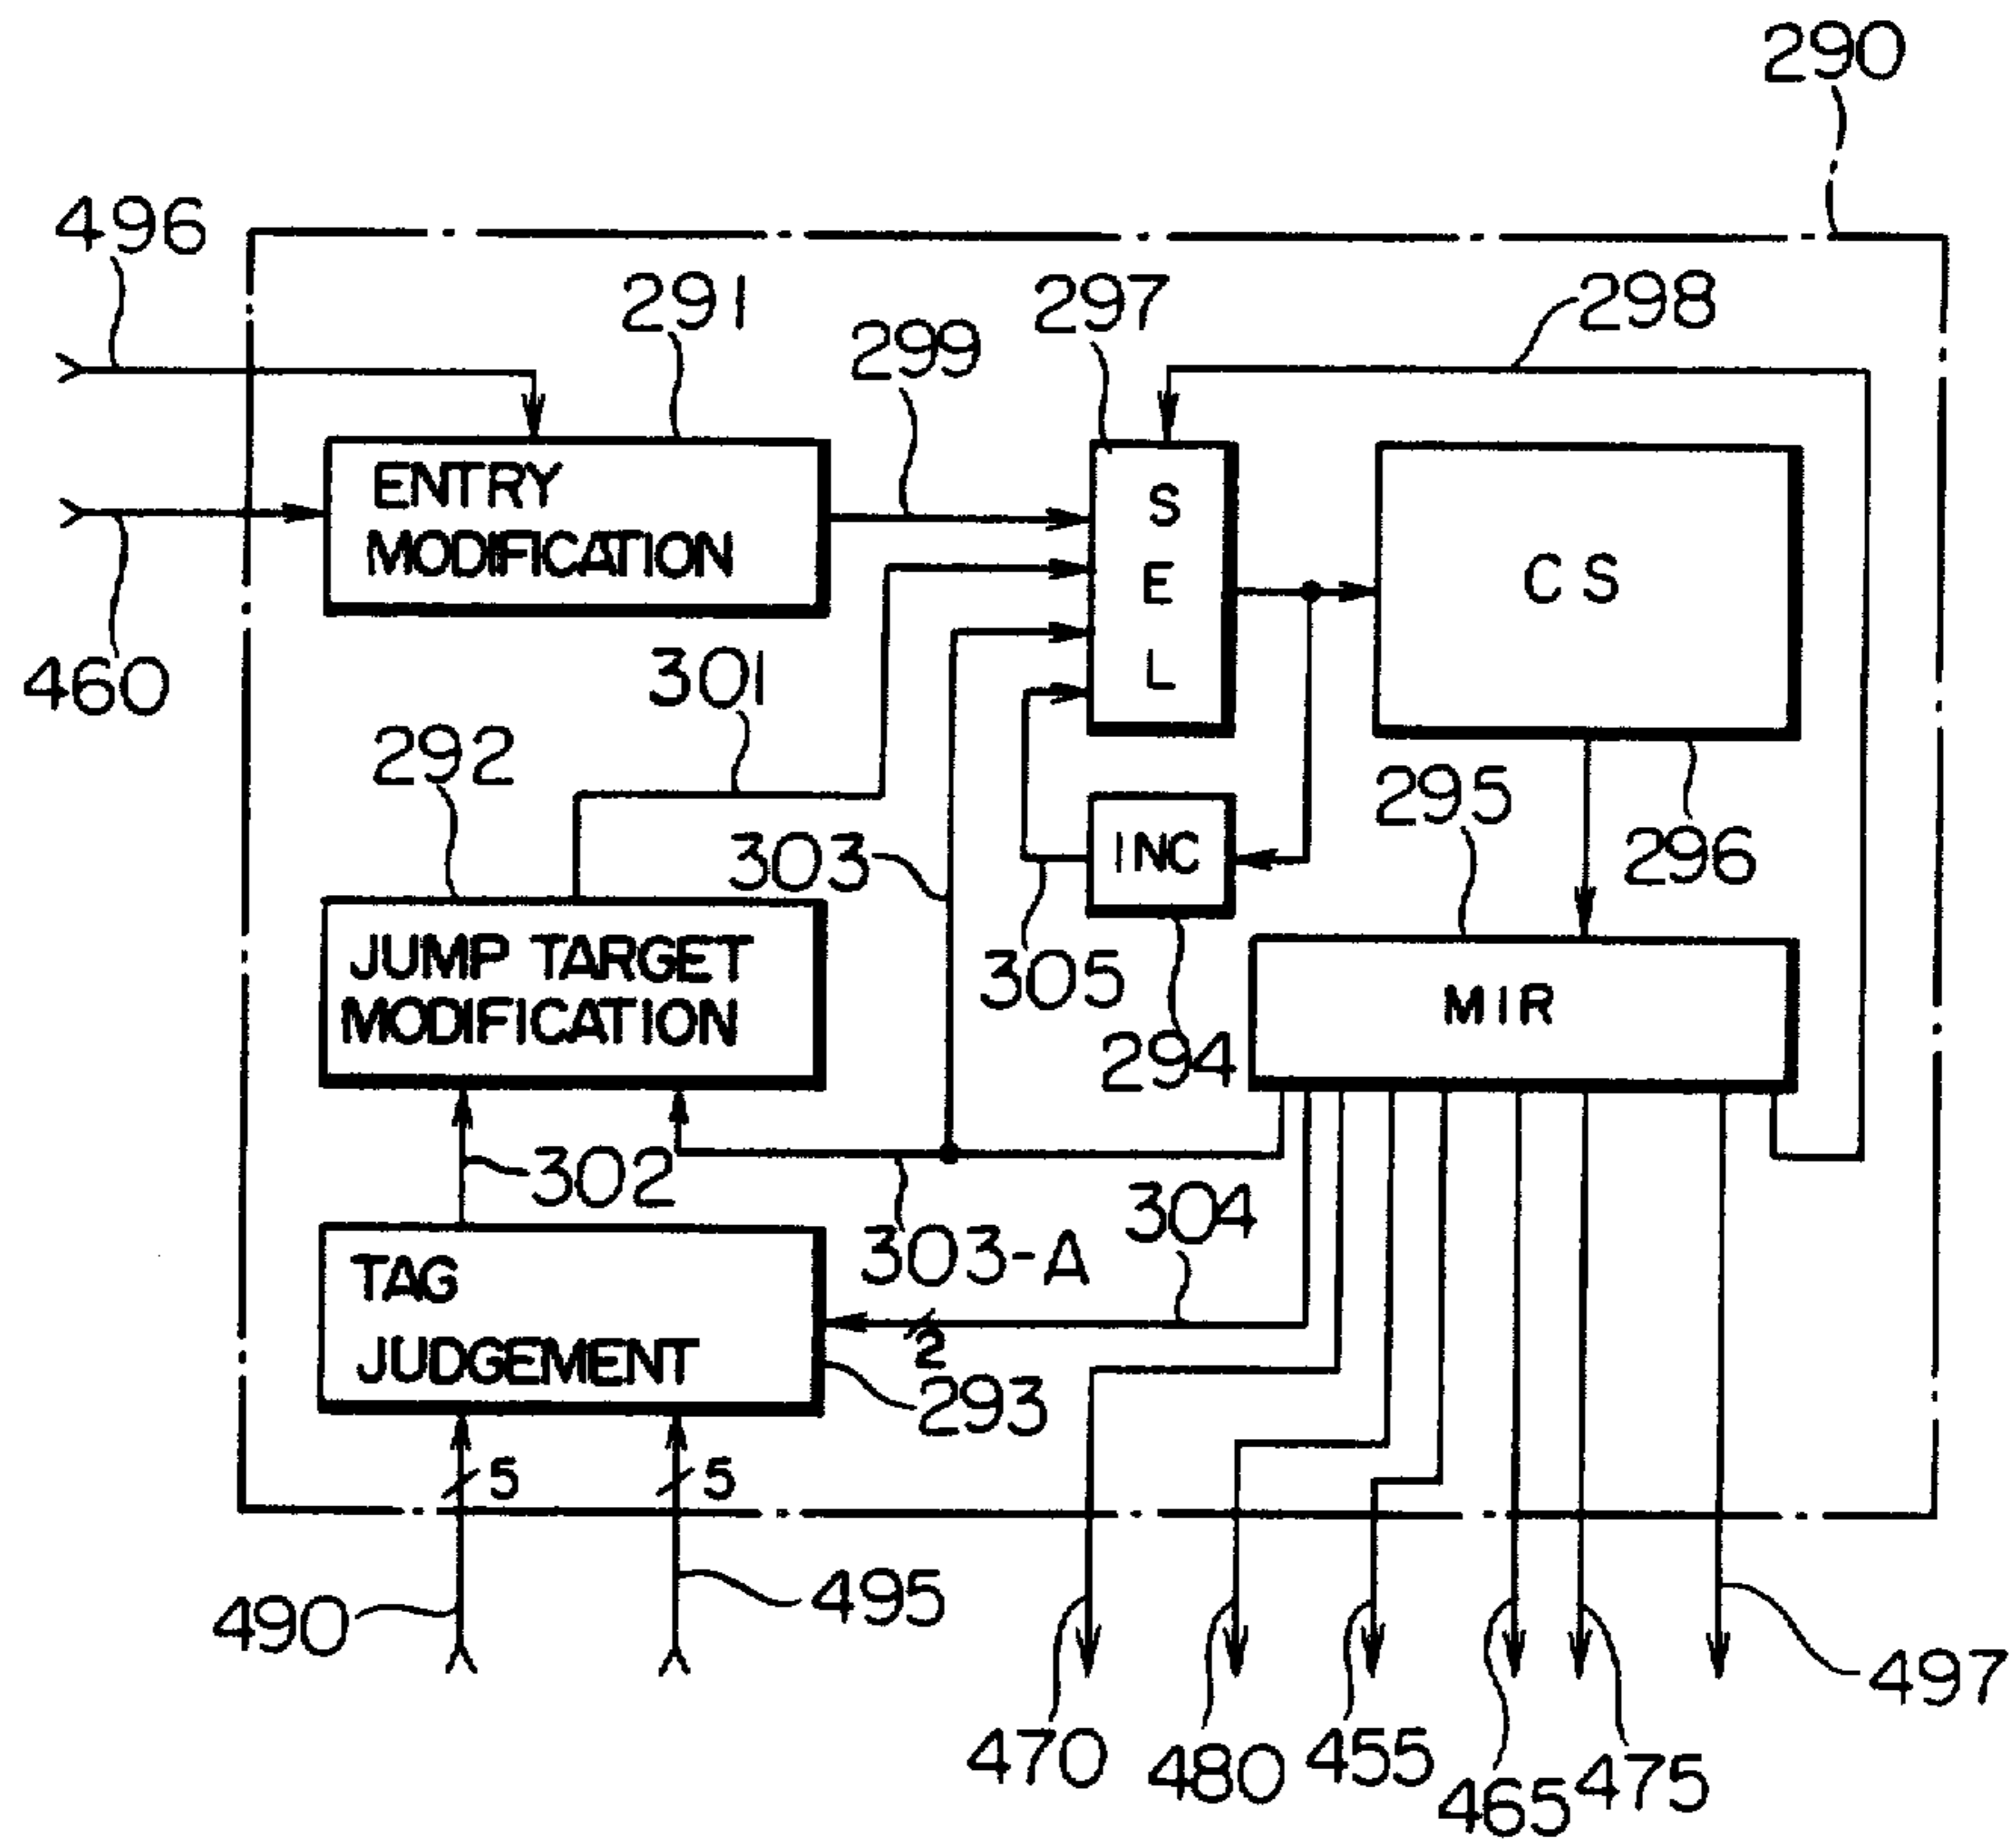 290
496
291
297
298
299
ENTRY
MODIFICATION
S
E
L
CS
460
301
292
295
303
INC
296
JUMP TARGET
MODIFICATION
305
MIR
294
302
304
303-A
TAG
JUDGEMENT
2
293
5
5
490
495
497
470
480
455
465
475